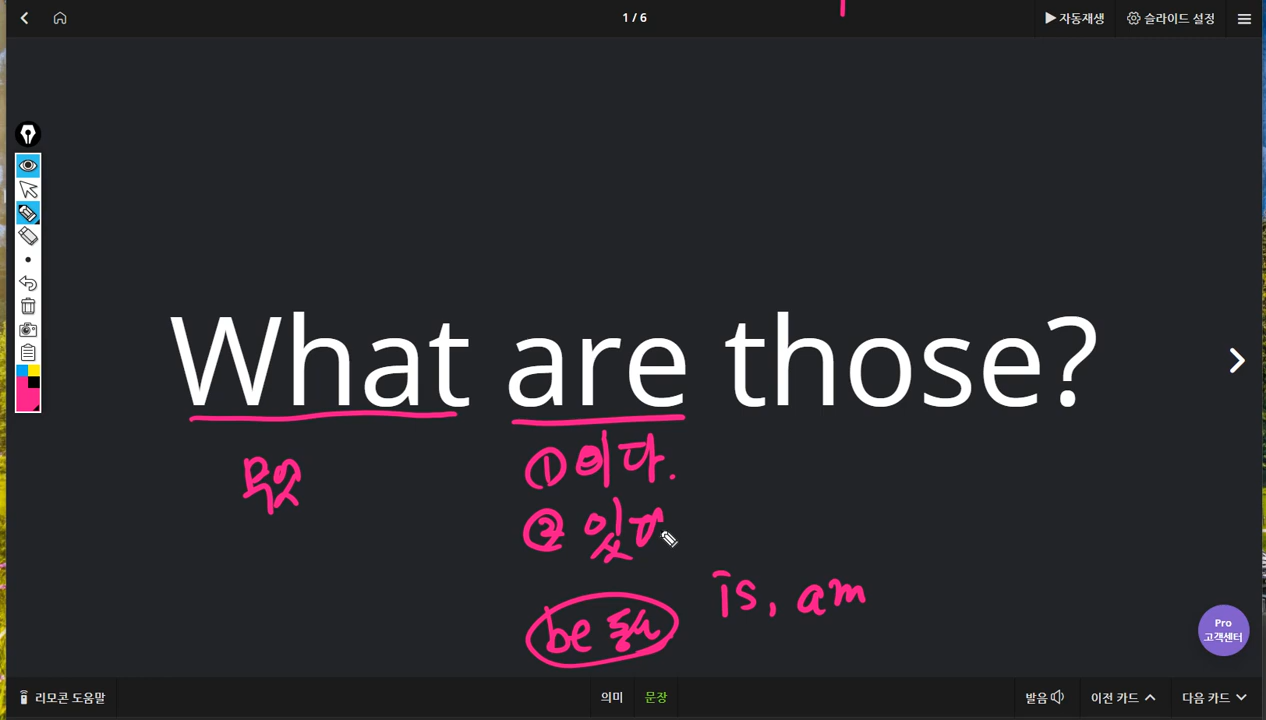 1 / 6
자동재생
슬라이드 설정
What are those?
무엇
① 이다.
② 있다
is, am
be 동사
Pro
고객센터
리모콘 도움말
의미
문장
발음
이전 카드
다음 카드